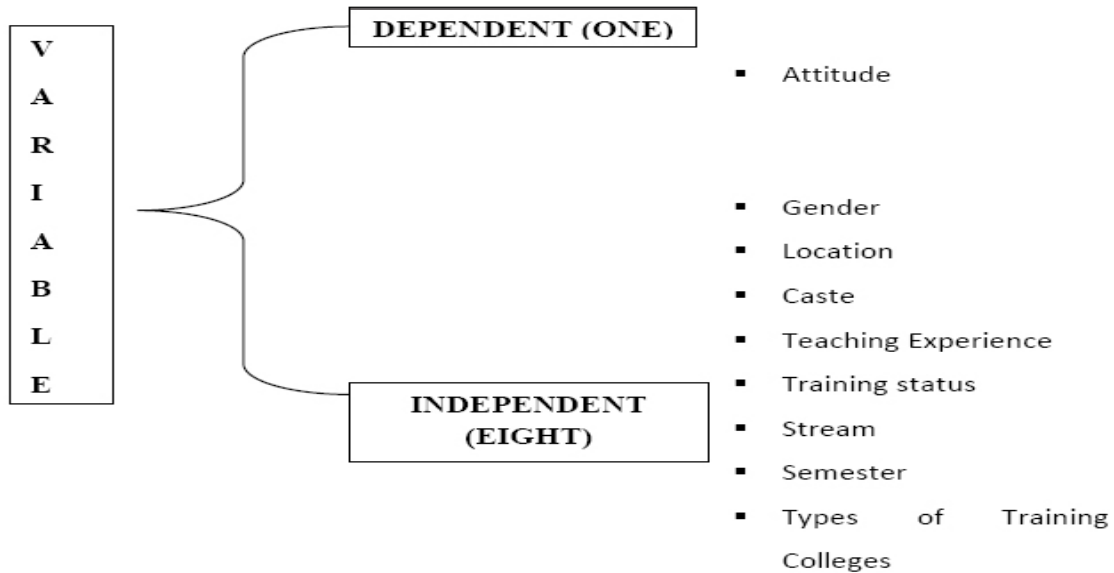 V
A
R
I
A
B
L
E
DEPENDENT (ONE)
▪ Attitude
INDEPENDENT
(EIGHT)
▪ Gender
▪ Location
▪ Caste
▪ Teaching Experience
▪ Training status
▪ Stream
▪ Semester
▪ Types of Training
Colleges